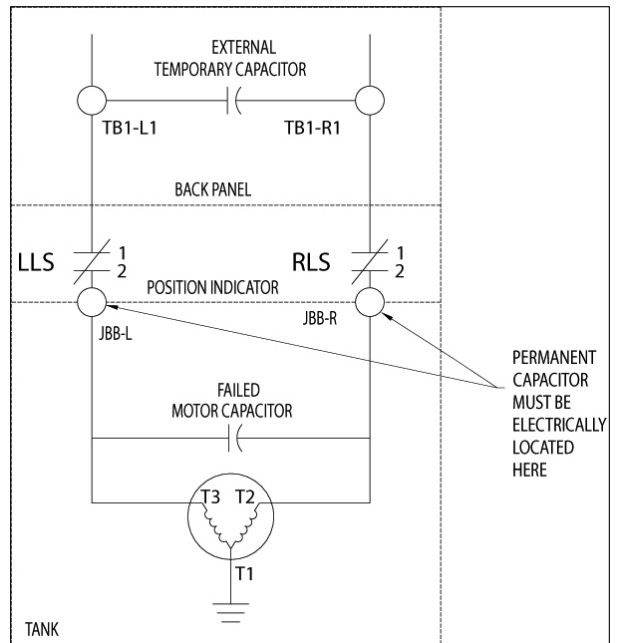 EXTERNAL
TEMPORARY CAPACITOR
TB1-L1
TB1-R1
BACK PANEL
LLS
1
2
RLS
1
2
POSITION INDICATOR
JBB-L
JBB-R
PERMANENT
CAPACITOR
MUST BE
ELECTRICALLY
LOCATED
HERE
FAILED
MOTOR CAPACITOR
T3 T2
T1
TANK